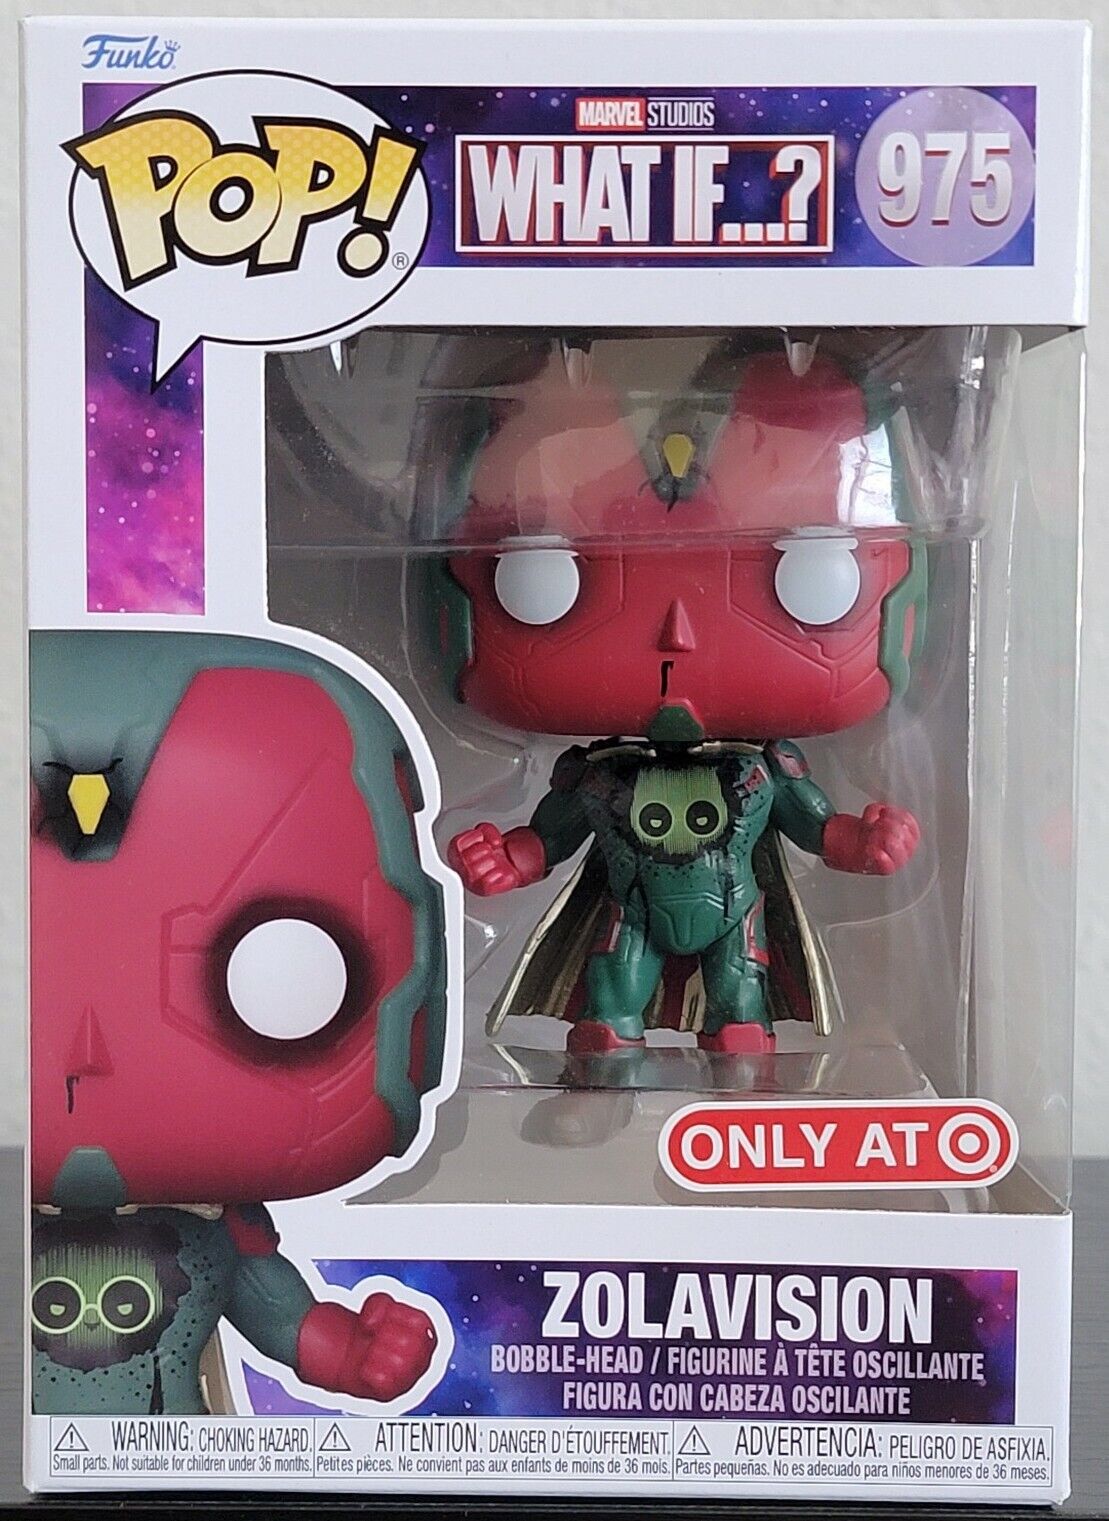 Funko
POP!®
MARVEL STUDIOS
WHAT IF...?
975
ONLY AT
ZOLAVISION
BOBBLE-HEAD / FIGURINE À TÊTE OSCILLANTE
FIGURA CON CABEZA OSCILANTE
WARNING: CHOKING HAZARD.
Small parts. Not suitable for children under 36 months.
ATTENTION: DANGER D'ÉTOUFFEMENT.
Petites pièces. Ne convient pas aux enfants de moins de 36 mois.
ADVERTENCIA: PELIGRO DE ASFIXIA.
Partes pequeñas. No es adecuado para niños menores de 36 meses.